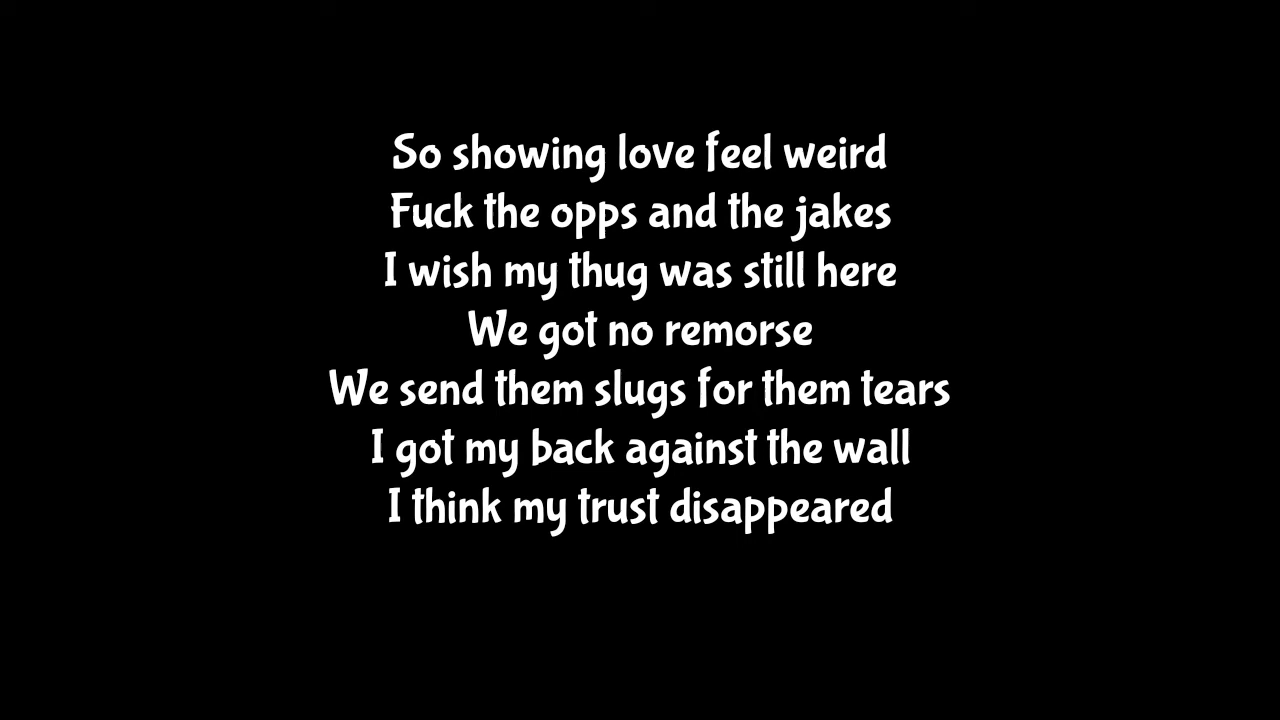 So showing love feel weird
Fuck the opps and the jakes
I wish my thug was still here
We got no remorse
We send them slugs for them tears
I got my back against the wall
I think my trust disappeared